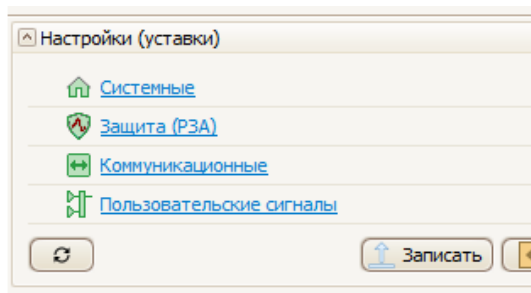 Настройки (уставки)
Системные
Защита (РЗА)
Коммуникационные
Пользовательские сигналы
Записать